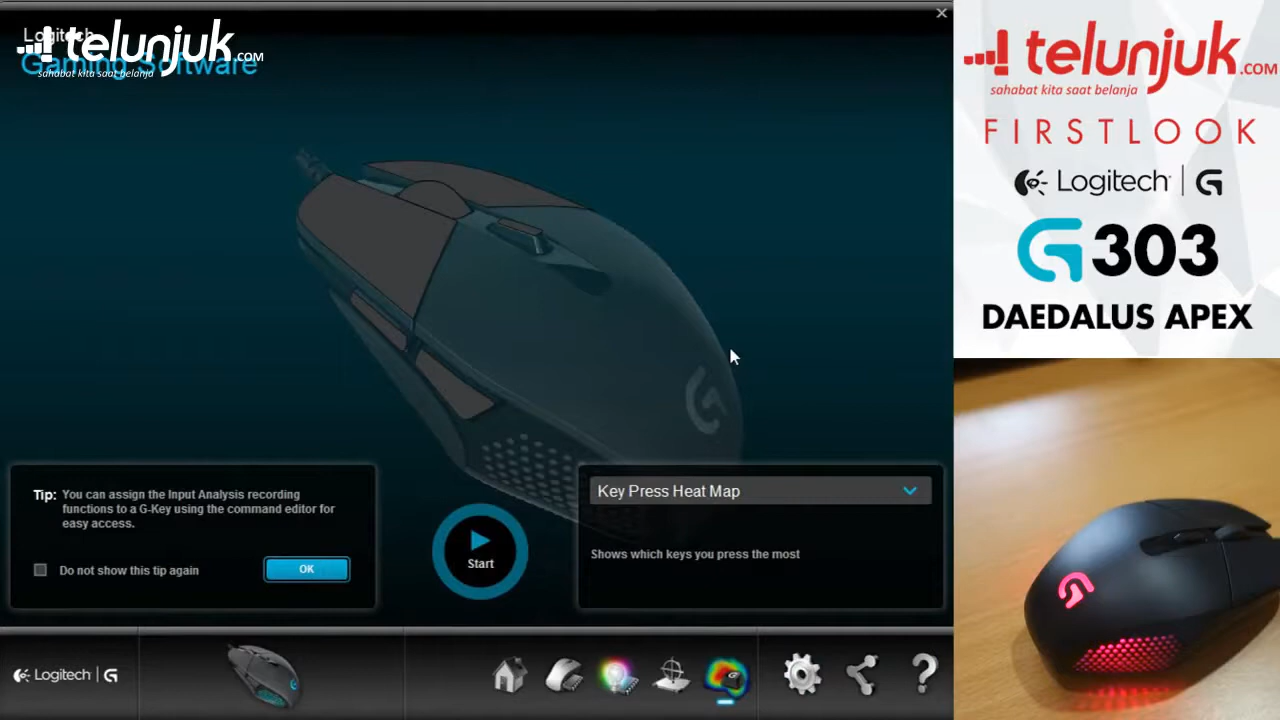 Logitech
Gaming Software
telunjuk.COM
sahabat kita saat belanja
Tip: You can assign the Input Analysis recording
functions to a G-Key using the command editor for
easy access.
Do not show this tip again
OK
Start
Key Press Heat Map
Shows which keys you press the most
Logitech G
telunjuk.COM
sahabat kita saat belanja
FIRSTLOOK
Logitech G
G303
DAEDALUS APEX
G